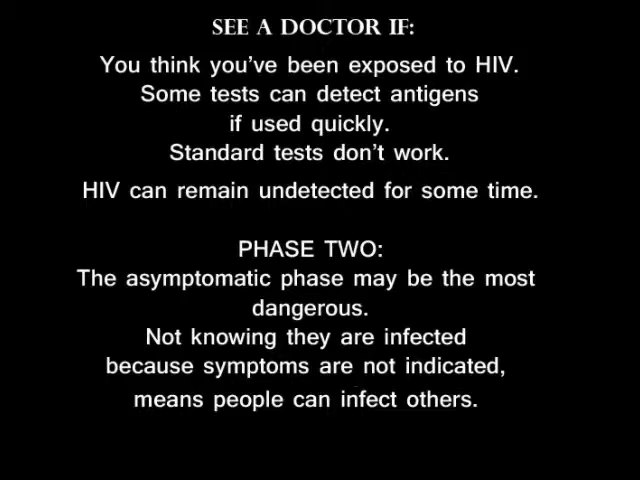 SEE A DOCTOR IF:
You think you've been exposed to HIV.
Some tests can detect antigens
if used quickly.
Standard tests don't work.
HIV can remain undetected for some time.
PHASE TWO:
The asymptomatic phase may be the most
dangerous.
Not knowing they are infected
because symptoms are not indicated,
means people can infect others.